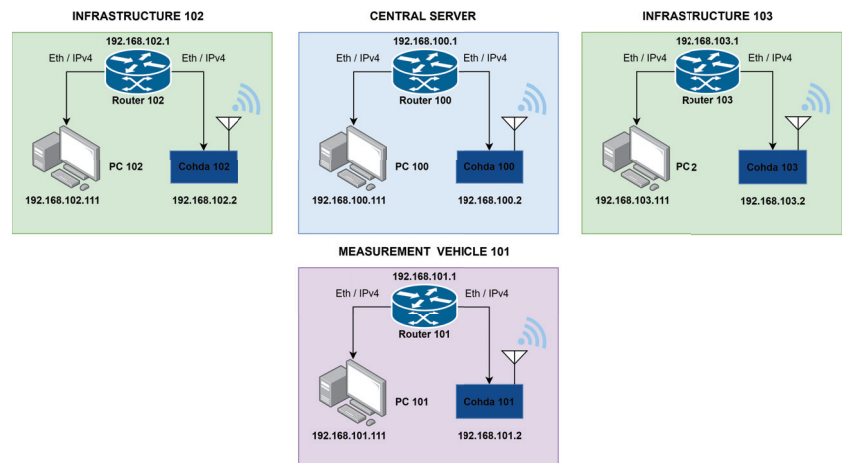 INFRASTRUCTURE 102
192.168.102.1
Eth / IPv4
Eth / IPv4
Router 102
PC 102
Cohda 102
192.168.102.111
192.168.102.2
CENTRAL SERVER
192.168.100.1
Eth / IPv4
Eth / IPv4
Router 100
PC 100
Cohda 100
192.168.100.111
192.168.100.2
INFRASTRUCTURE 103
192.168.103.1
Eth / IPv4
Eth / IPv4
Router 103
PC 2
Cohda 103
192.168.103.111
192.168.103.2
MEASUREMENT VEHICLE 101
192.168.101.1
Eth / IPv4
Eth / IPv4
Router 101
PC 101
Cohda 101
192.168.101.111
192.168.101.2